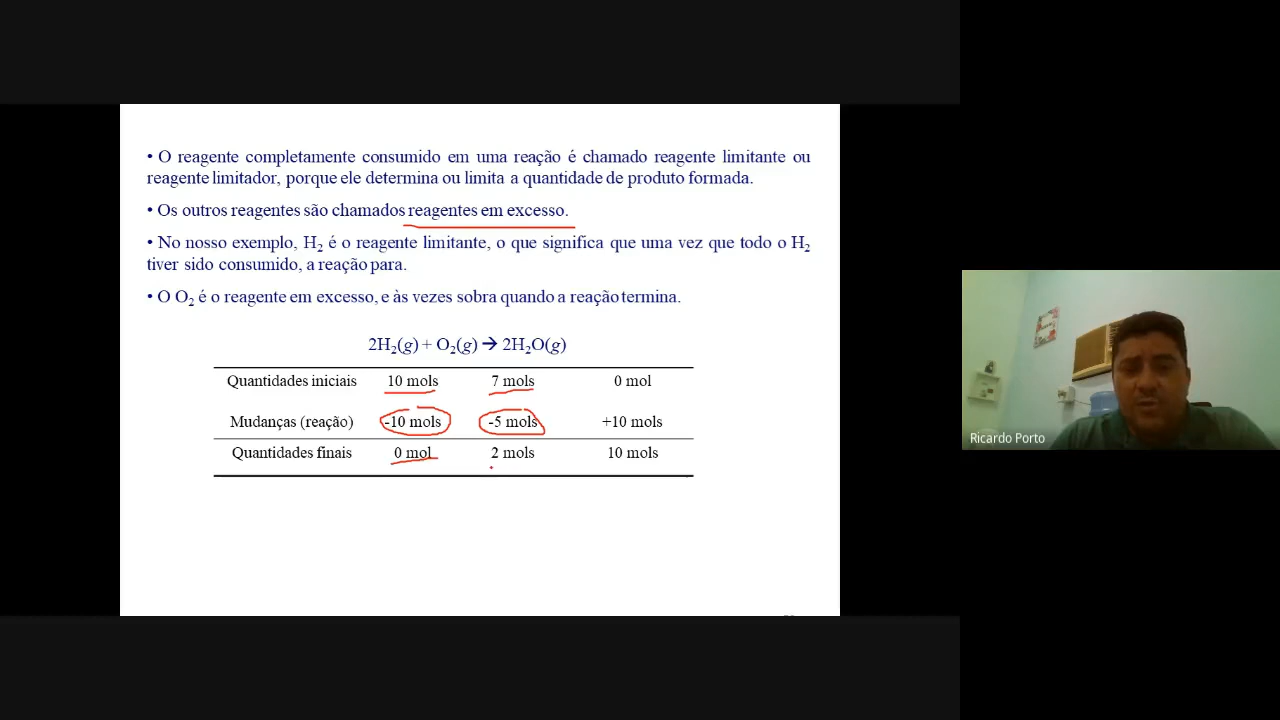 • O reagente completamente consumido em uma reação é chamado reagente limitante ou
reagente limitador, porque ele determina ou limita a quantidade de produto formada.
• Os outros reagentes são chamados reagentes em excesso.
• No nosso exemplo, H₂ é o reagente limitante, o que significa que uma vez que todo o H₂
tiver sido consumido, a reação para.
• O O₂ é o reagente em excesso, e às vezes sobra quando a reação termina.
2H₂(g) + O₂(g) → 2H₂O(g)
Quantidades iniciais 10 mols 7 mols 0 mol
Mudanças (reação) -10 mols -5 mols +10 mols
Quantidades finais 0 mol 2 mols 10 mols
Ricardo Porto